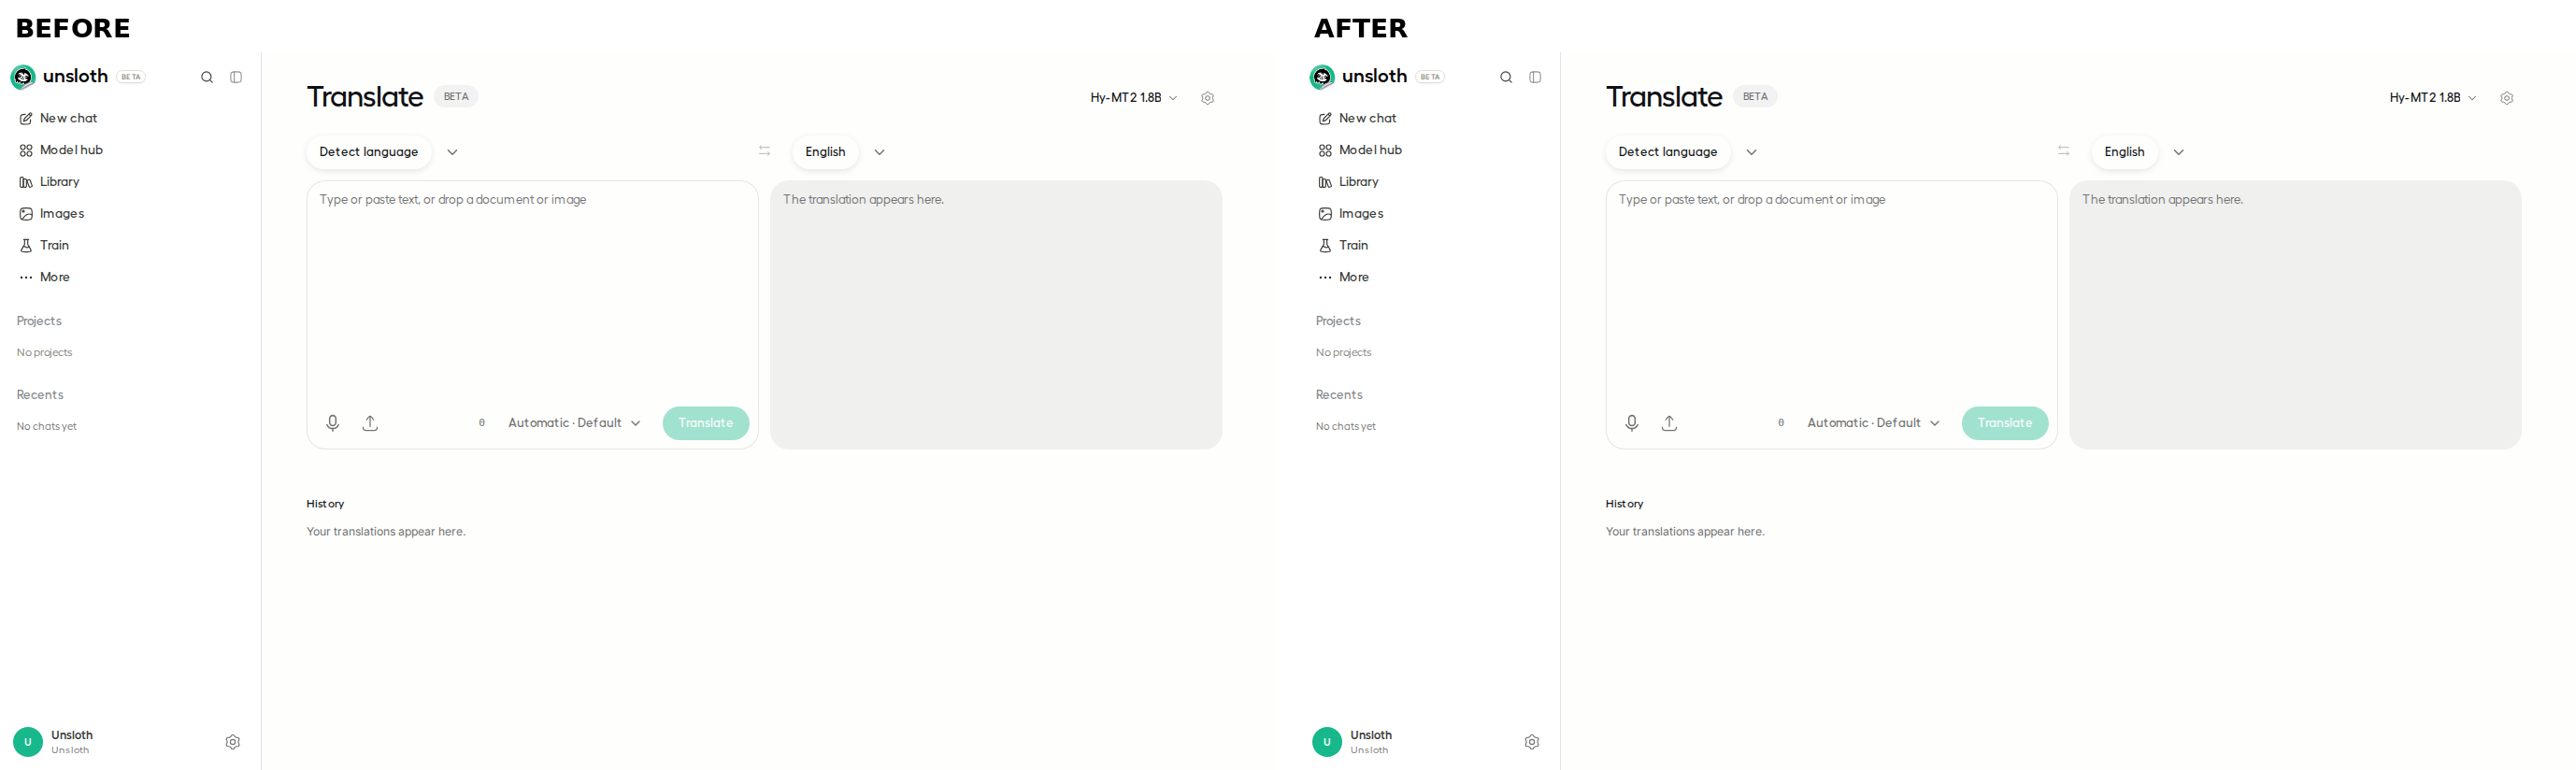 BEFORE
unsloth BETA
New chat
Model hub
Library
Images
Train
More
Projects
No projects
Recents
No chats yet
U
Unsloth
Unsloth
Translate BETA
Hy-MT2 1.8B
Detect language
English
Type or paste text, or drop a document or image
The translation appears here.
0 Automatic · Default Translate
History
Your translations appear here.
AFTER
unsloth BETA
New chat
Model hub
Library
Images
Train
More
Projects
No projects
Recents
No chats yet
U
Unsloth
Unsloth
Translate BETA
Hy-MT2 1.8B
Detect language
English
Type or paste text, or drop a document or image
The translation appears here.
0 Automatic · Default Translate
History
Your translations appear here.